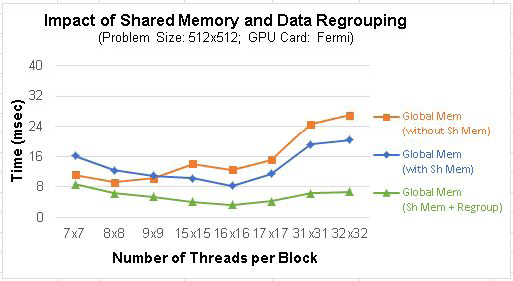 Impact of Shared Memory and Data Regrouping
(Problem Size: 512x512; GPU Card: Fermi)
Time (msec)
40
32
24
16
8
0
7x7 8x8 9x9 15x15 16x16 17x17 31x31 32x32
Number of Threads per Block
Global Mem
(without Sh Mem)
Global Mem
(with Sh Mem)
Global Mem
(Sh Mem + Regroup)